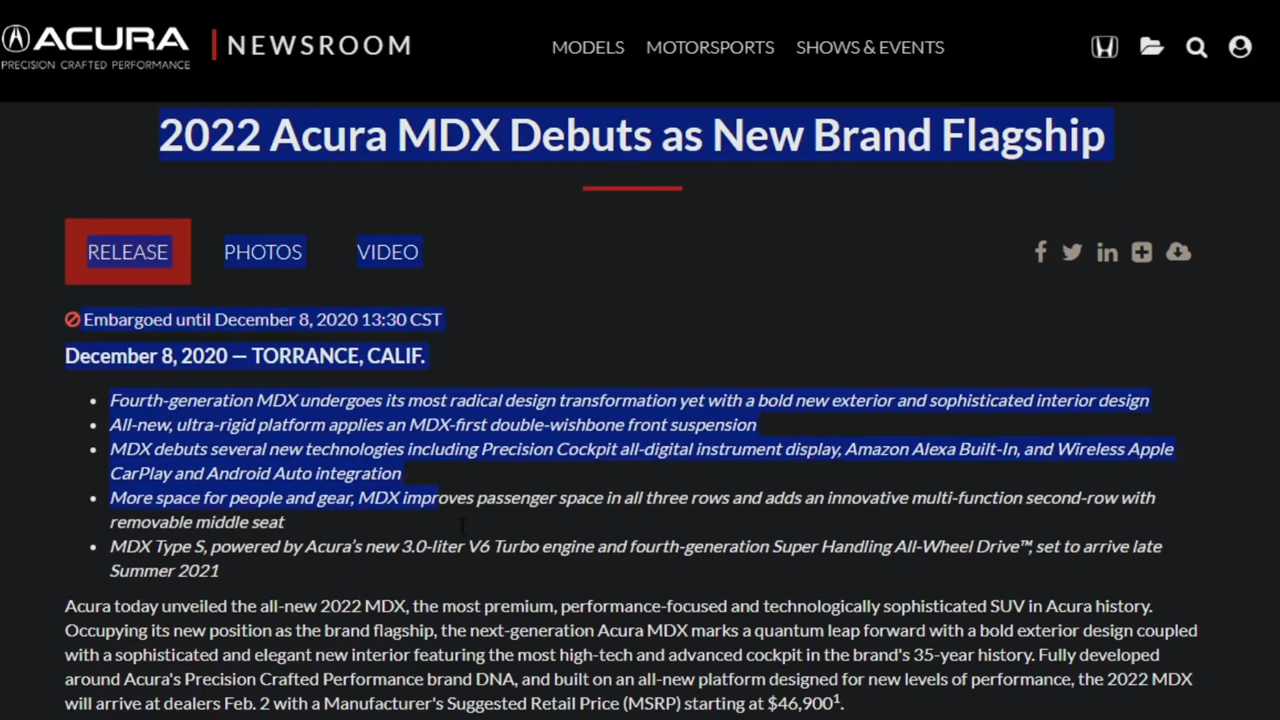 ACURA
PRECISION CRAFTED PERFORMANCE
NEWSROOM
MODELS MOTORSPORTS SHOWS & EVENTS
2022 Acura MDX Debuts as New Brand Flagship
RELEASE PHOTOS VIDEO
Embargoed until December 8, 2020 13:30 CST
December 8, 2020 — TORRANCE, CALIF.
• Fourth-generation MDX undergoes its most radical design transformation yet with a bold new exterior and sophisticated interior design
• All-new, ultra-rigid platform applies an MDX-first double-wishbone front suspension
• MDX debuts several new technologies including Precision Cockpit all-digital instrument display, Amazon Alexa Built-In, and Wireless Apple
CarPlay and Android Auto integration
• More space for people and gear, MDX improves passenger space in all three rows and adds an innovative multi-function second-row with
removable middle seat
• MDX Type S, powered by Acura's new 3.0-liter V6 Turbo engine and fourth-generation Super Handling All-Wheel Drive™, set to arrive late
Summer 2021
Acura today unveiled the all-new 2022 MDX, the most premium, performance-focused and technologically sophisticated SUV in Acura history.
Occupying its new position as the brand flagship, the next-generation Acura MDX marks a quantum leap forward with a bold exterior design coupled
with a sophisticated and elegant new interior featuring the most high-tech and advanced cockpit in the brand's 35-year history. Fully developed
around Acura's Precision Crafted Performance brand DNA, and built on an all-new platform designed for new levels of performance, the 2022 MDX
will arrive at dealers Feb. 2 with a Manufacturer's Suggested Retail Price (MSRP) starting at $46,900¹.